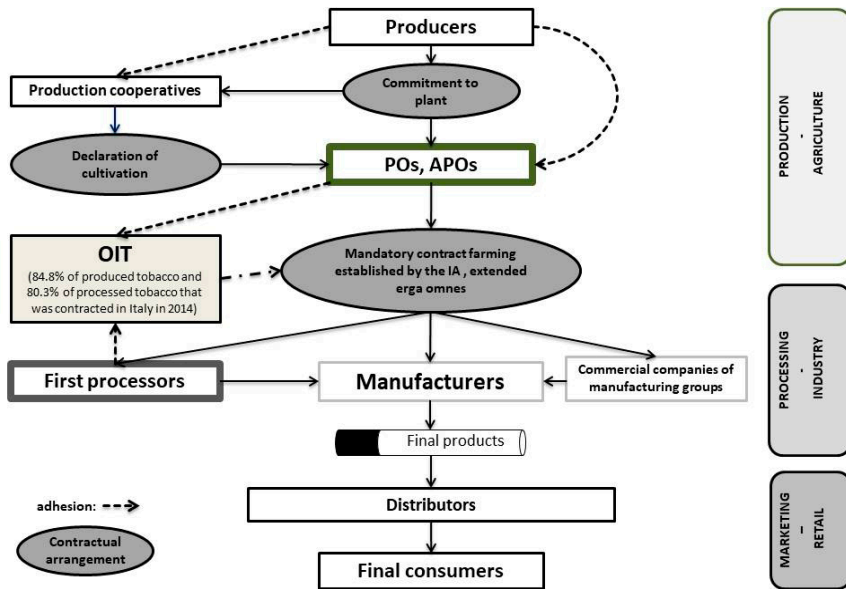 Producers
Production cooperatives
Commitment to
plant
Declaration of
cultivation
POs, APOs
OIT
(84.8% of produced tobacco and
80.3% of processed tobacco that
was contracted in Italy in 2014)
Mandatory contract farming
established by the IA , extended
erga omnes
First processors
Manufacturers
Commercial companies of
manufacturing groups
Final products
adhesion:
Distributors
Contractual
arrangement
Final consumers
PRODUCTION
-
AGRICULTURE
PROCESSING
-
INDUSTRY
MARKETING
–
RETAIL